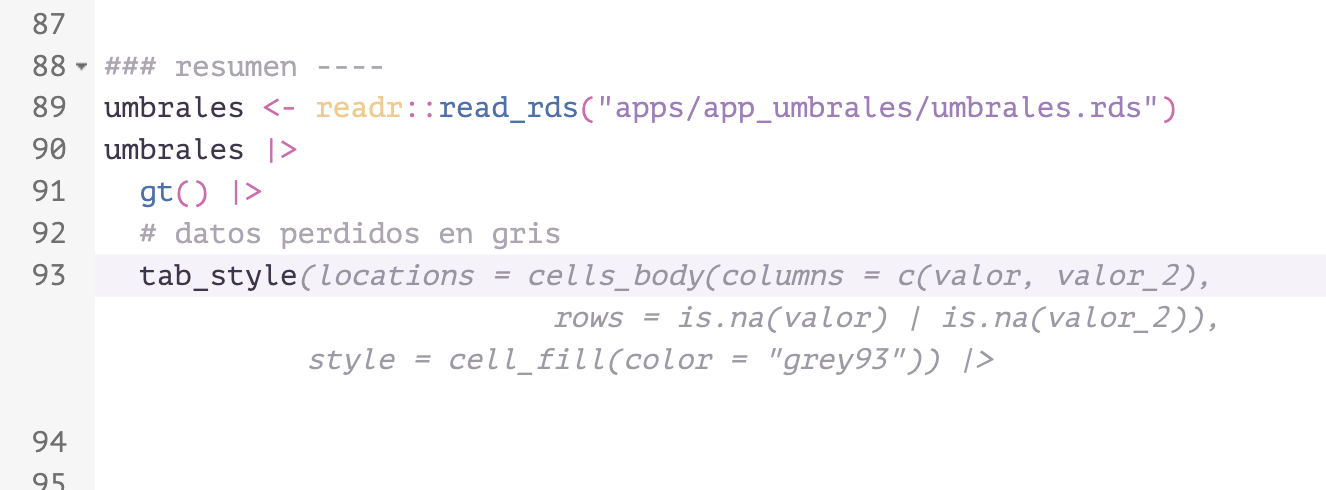 87
88 ### resumen ----
89 umbrales <- readr::read_rds("apps/app_umbrales/umbrales.rds")
90 umbrales |>
91   gt() |>
92   # datos perdidos en gris
93   tab_style(locations = cells_body(columns = c(valor, valor_2),
                         rows = is.na(valor) | is.na(valor_2)),
           style = cell_fill(color = "grey93")) |>
94
95